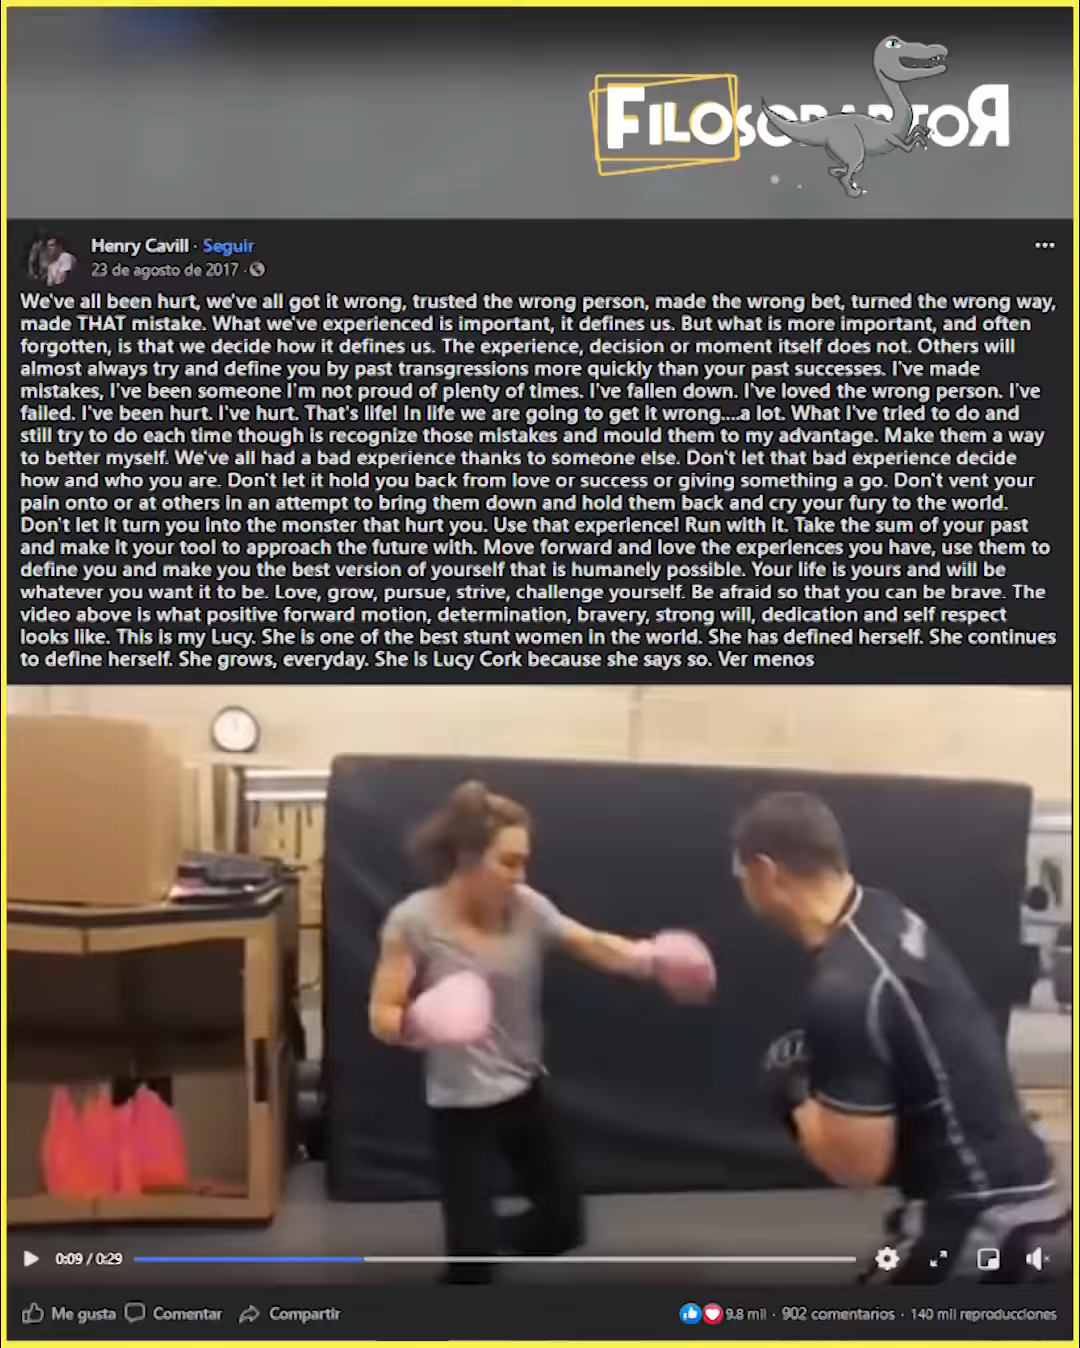 FILOSORAPTOR
Henry Cavill · Seguir
23 de agosto de 2017 ·
We've all been hurt, we've all got it wrong, trusted the wrong person, made the wrong bet, turned the wrong way,
made THAT mistake. What we've experienced is important, it defines us. But what is more important, and often
forgotten, is that we decide how it defines us. The experience, decision or moment itself does not. Others will
almost always try and define you by past transgressions more quickly than your past successes. I've made
mistakes, I've been someone I'm not proud of plenty of times. I've fallen down. I've loved the wrong person. I've
failed. I've been hurt. I've hurt. That's life! In life we are going to get it wrong....a lot. What I've tried to do and
still try to do each time though is recognize those mistakes and mould them to my advantage. Make them a way
to better myself. We've all had a bad experience thanks to someone else. Don't let that bad experience decide
how and who you are. Don't let it hold you back from love or success or giving something a go. Don't vent your
pain onto or at others in an attempt to bring them down and hold them back and cry your fury to the world.
Don't let it turn you into the monster that hurt you. Use that experience! Run with it. Take the sum of your past
and make it your tool to approach the future with. Move forward and love the experiences you have, use them to
define you and make you the best version of yourself that is humanely possible. Your life is yours and will be
whatever you want it to be. Love, grow, pursue, strive, challenge yourself. Be afraid so that you can be brave. The
video above is what positive forward motion, determination, bravery, strong will, dedication and self respect
looks like. This is my Lucy. She is one of the best stunt women in the world. She has defined herself. She continues
to define herself. She grows, everyday. She is Lucy Cork because she says so. Ver menos
0:09 / 0:29
Me gusta Comentar Compartir 9.8 mil · 902 comentarios · 140 mil reproducciones